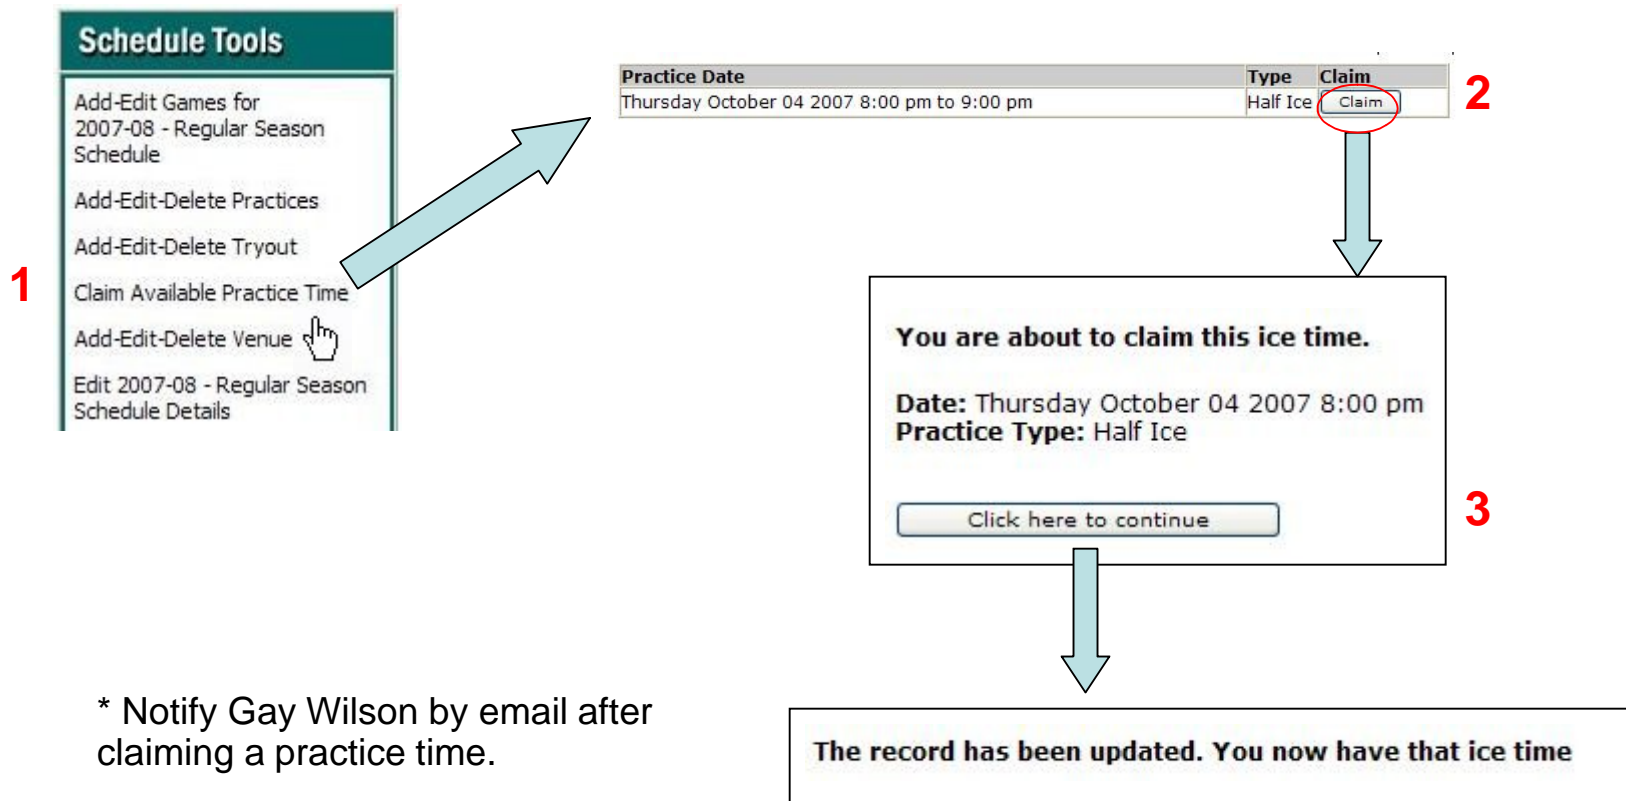 Schedule Tools
Add-Edit Games for
2007-08 - Regular Season
Schedule
Add-Edit-Delete Practices
Add-Edit-Delete Tryout
1
Claim Available Practice Time
Add-Edit-Delete Venue
Edit 2007-08 - Regular Season
Schedule Details
Practice Date Type Claim
Thursday October 04 2007 8:00 pm to 9:00 pm Half Ice Claim
2
You are about to claim this ice time.
Date: Thursday October 04 2007 8:00 pm
Practice Type: Half Ice
Click here to continue
3
* Notify Gay Wilson by email after
claiming a practice time.
The record has been updated. You now have that ice time